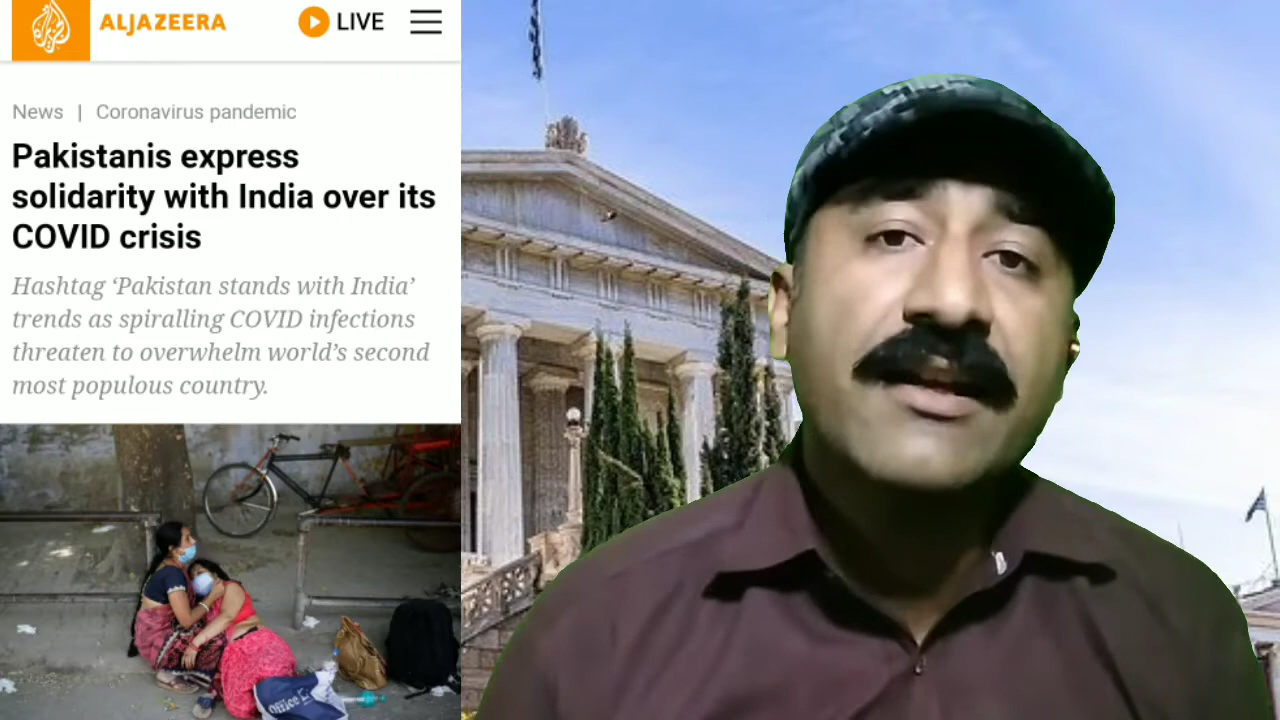 ALJAZEERA
LIVE
News | Coronavirus pandemic
Pakistanis express
solidarity with India over its
COVID crisis
Hashtag ‘Pakistan stands with India’
trends as spiralling COVID infections
threaten to overwhelm world’s second
most populous country.
Office